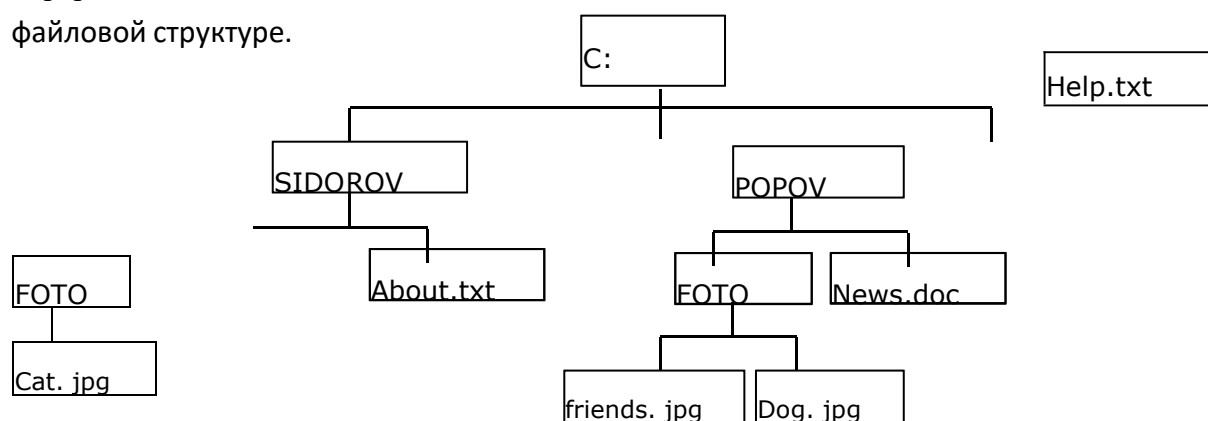 файловой структуре.
C:
Help.txt
SIDOROV
POPOV
FOTO
About.txt
FOTO
News.doc
Cat. jpg
friends. jpg
Dog. jpg